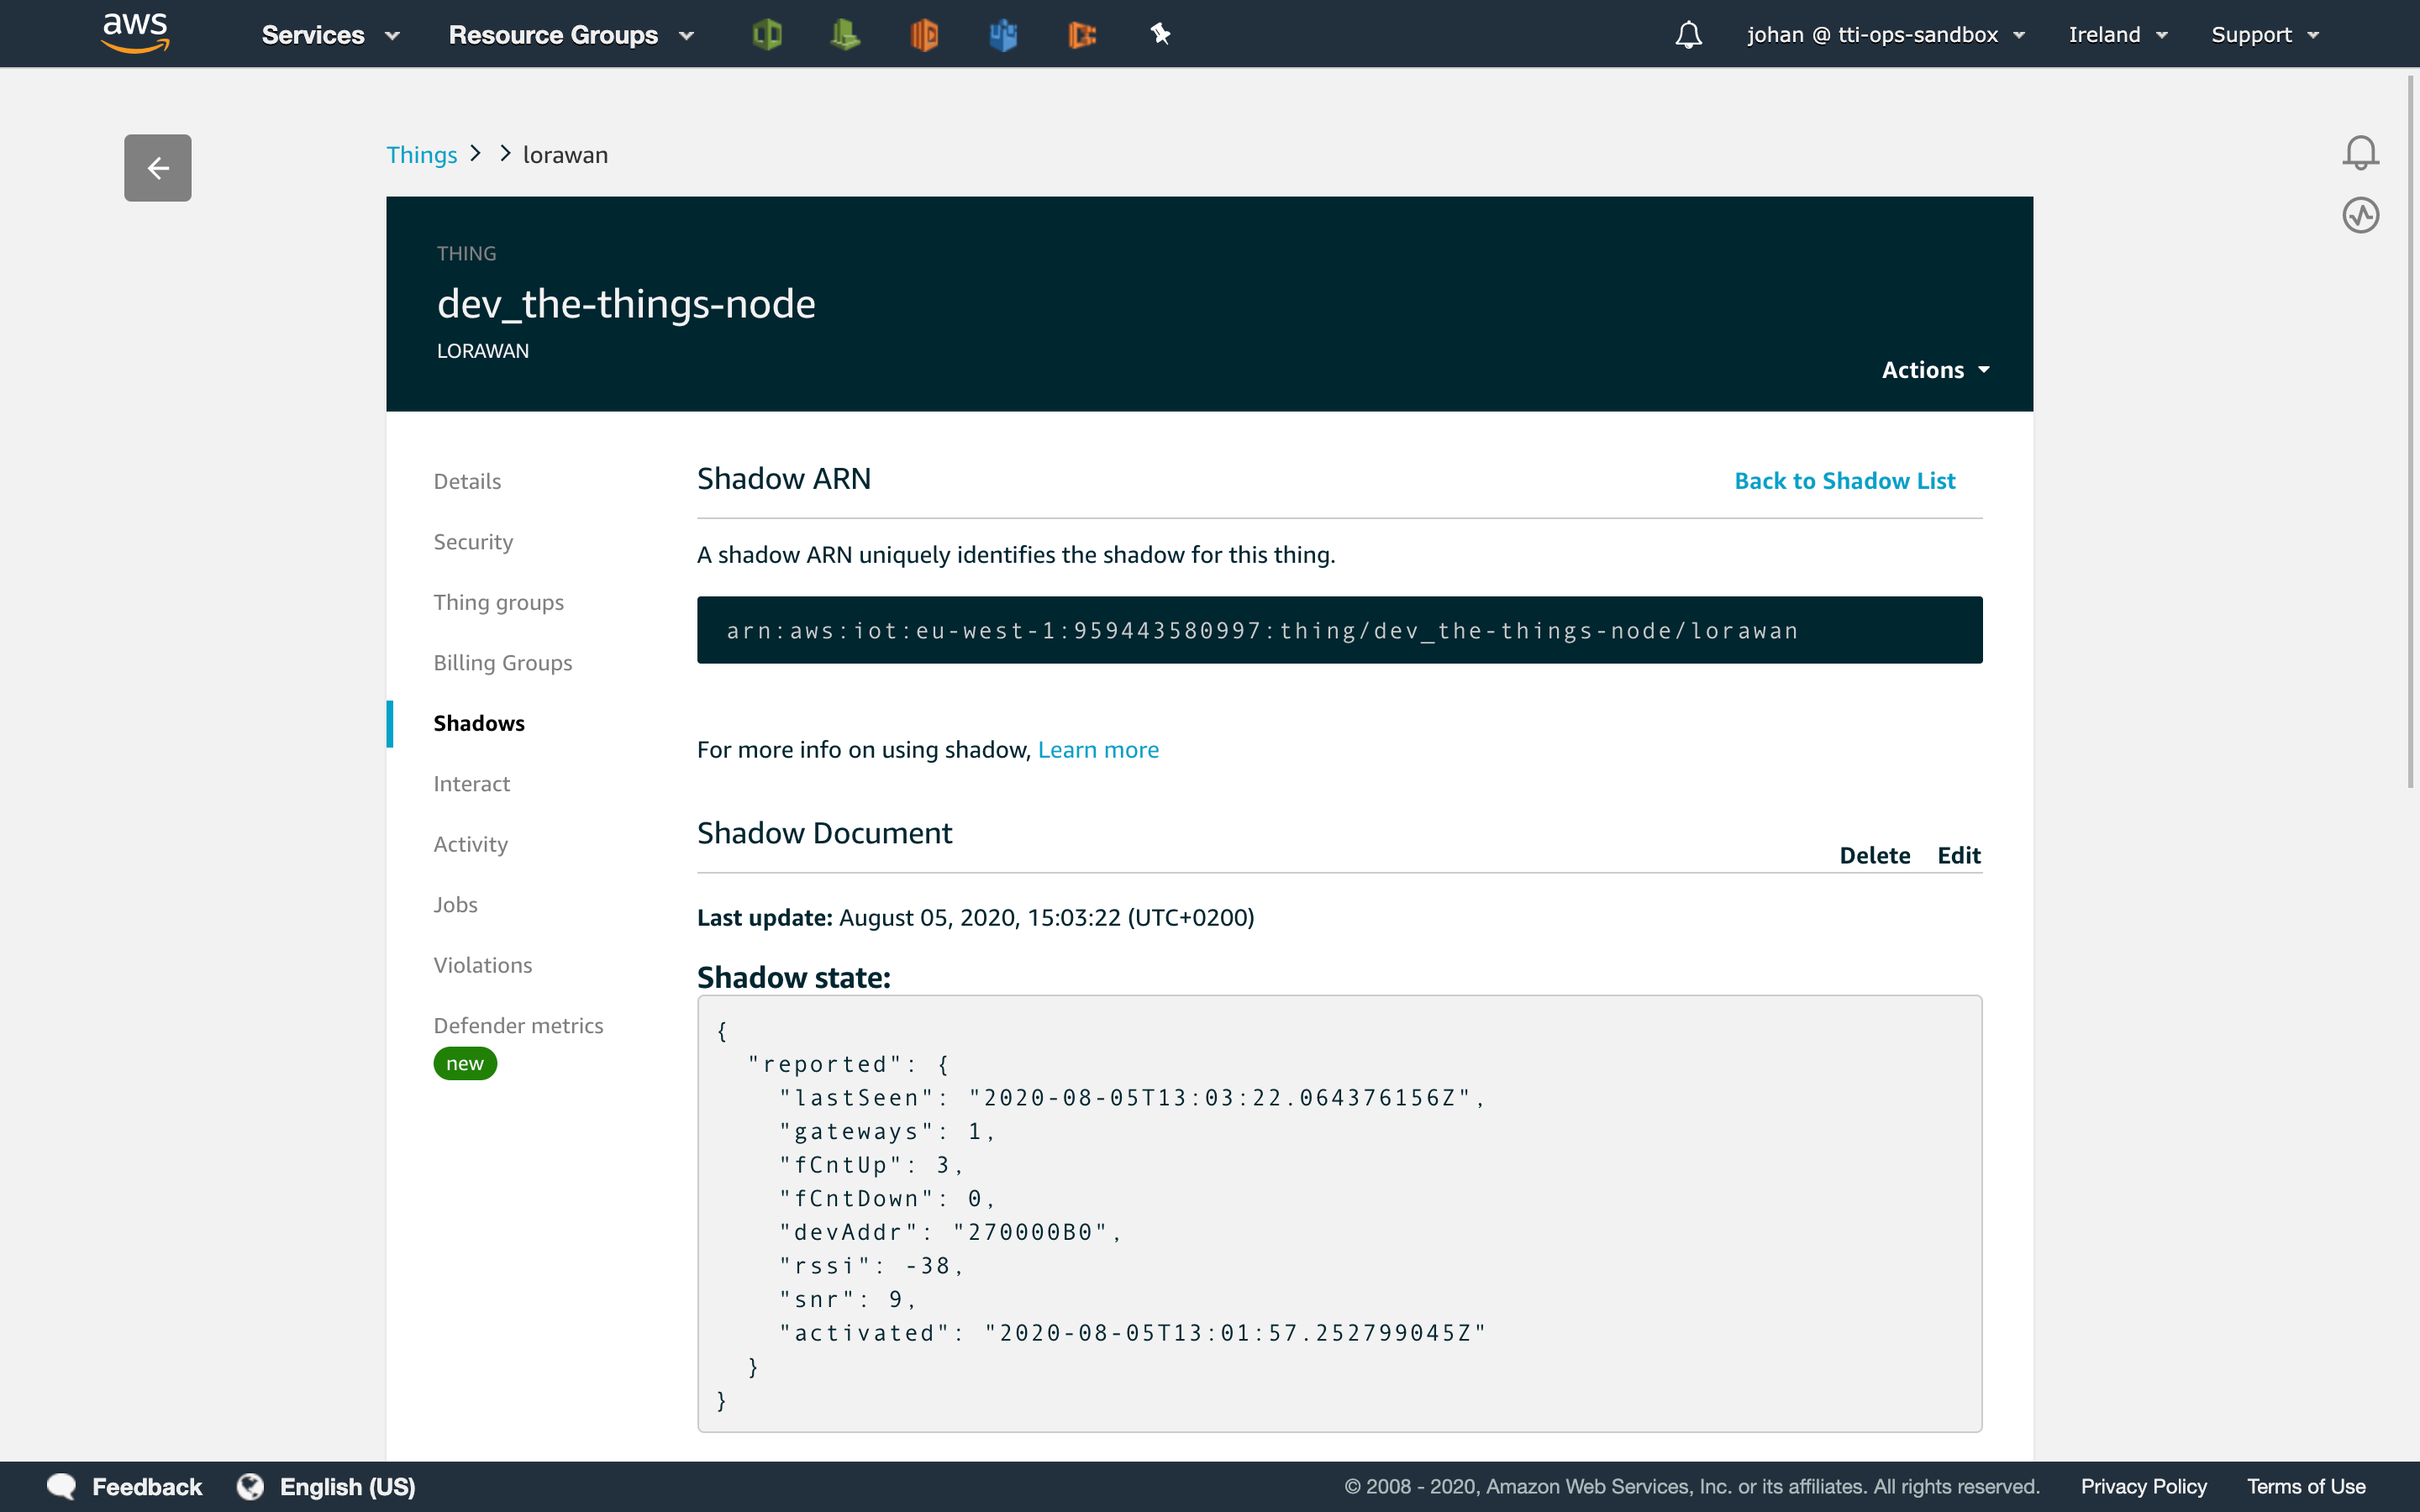 aws Services Resource Groups johan @ tti-ops-sandbox Ireland Support
Things > > lorawan
THING
dev_the-things-node
LORAWAN
Actions
Details
Security
Thing groups
Billing Groups
Shadows
Interact
Activity
Jobs
Violations
Defender metrics
new
Shadow ARN
Back to Shadow List
A shadow ARN uniquely identifies the shadow for this thing.
arn:aws:iot:eu-west-1:959443580997:thing/dev_the-things-node/lorawan
For more info on using shadow, Learn more
Shadow Document
Delete Edit
Last update: August 05, 2020, 15:03:22 (UTC+0200)
Shadow state:
{
"reported": {
"lastSeen": "2020-08-05T13:03:22.064376156Z",
"gateways": 1,
"fCntUp": 3,
"fCntDown": 0,
"devAddr": "270000B0",
"rssi": -38,
"snr": 9,
"activated": "2020-08-05T13:01:57.252799045Z"
}
}
Feedback English (US) © 2008 - 2020, Amazon Web Services, Inc. or its affiliates. All rights reserved. Privacy Policy Terms of Use